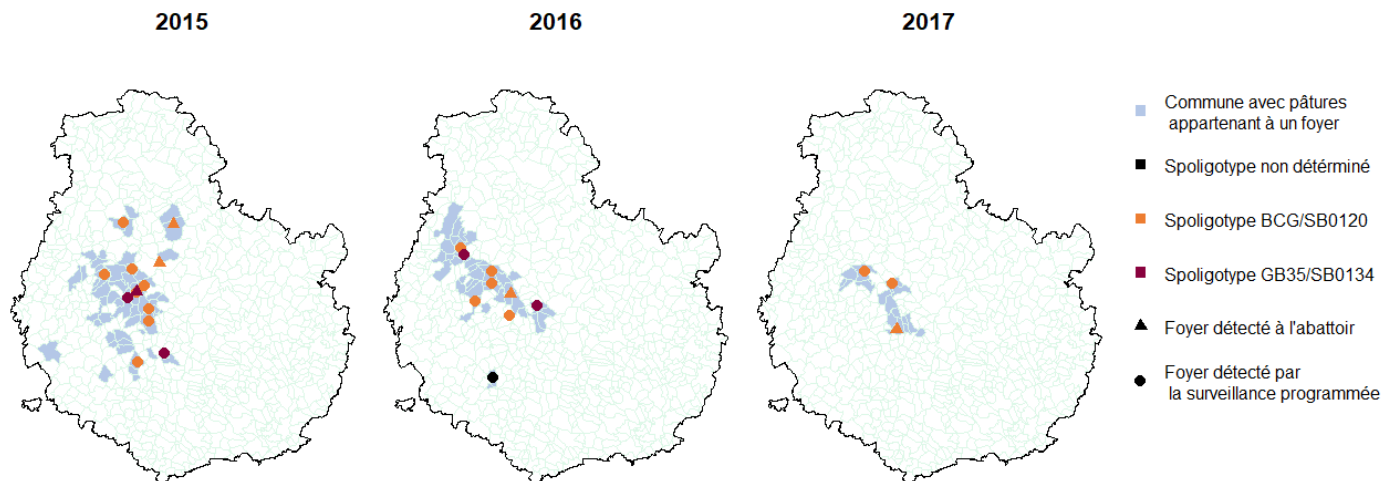 2015
2016
2017
Commune avec pâtures
appartenant à un foyer
Spoligotype non détérminé
Spoligotype BCG/SB0120
Spoligotype GB35/SB0134
Foyer détecté à l'abattoir
Foyer détecté par
la surveillance programmée